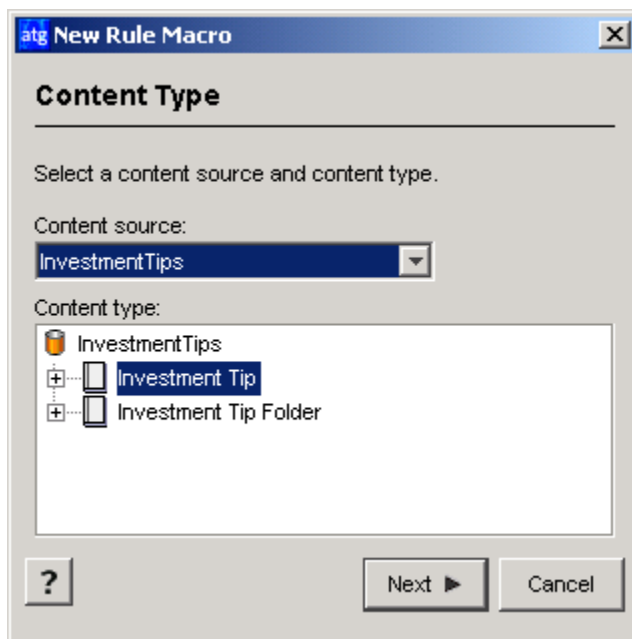 atg New Rule Macro
Content Type
Select a content source and content type.
Content source:
InvestmentTips
Content type:
InvestmentTips
Investment Tip
Investment Tip Folder
? Next Cancel